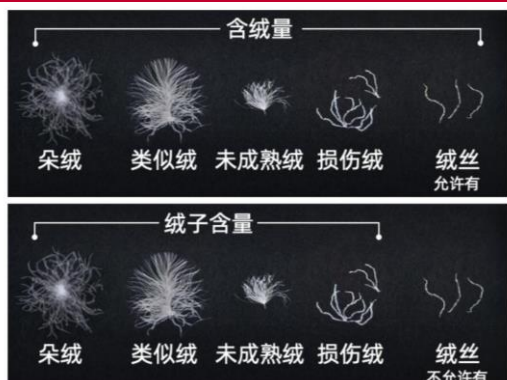 含绒量
朵绒 类似绒 未成熟绒 损伤绒 绒丝
允许有
绒子含量
朵绒 类似绒 未成熟绒 损伤绒 绒丝
不允许有